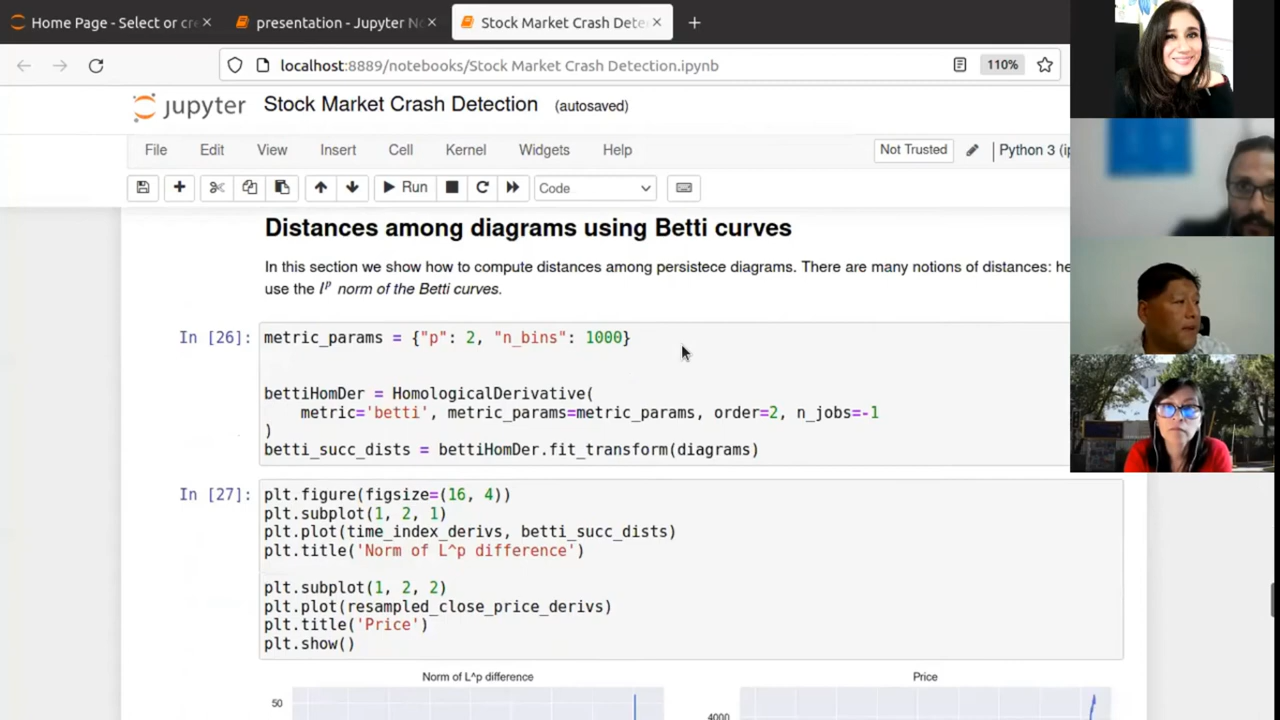 Home Page - Select or cr
presentation - Jupyter N
Stock Market Crash Dete
localhost:8889/notebooks/Stock Market Crash Detection.ipynb
110%
jupyter
Stock Market Crash Detection (autosaved)
File Edit View Insert Cell Kernel Widgets Help
Not Trusted
Python 3 (ip
Run
Code
Distances among diagrams using Betti curves
In this section we show how to compute distances among persistece diagrams. There are many notions of distances: he
use the l^p norm of the Betti curves.
In [26]:
metric_params = {"p": 2, "n_bins": 1000}
bettiHomDer = HomologicalDerivative(
metric='betti', metric_params=metric_params, order=2, n_jobs=-1
)
betti_succ_dists = bettiHomDer.fit_transform(diagrams)
In [27]:
plt.figure(figsize=(16, 4))
plt.subplot(1, 2, 1)
plt.plot(time_index_derivs, betti_succ_dists)
plt.title('Norm of L^p difference')
plt.subplot(1, 2, 2)
plt.plot(resampled_close_price_derivs)
plt.title('Price')
plt.show()
Norm of L^p difference
Price
50
4000